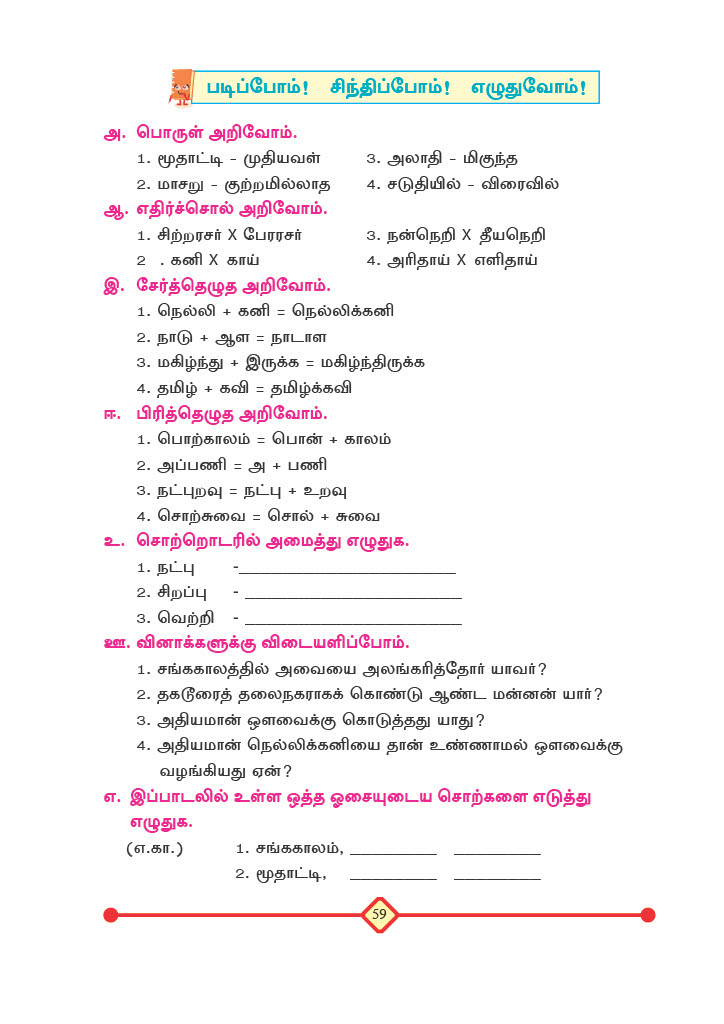 படிப்போம்! சிந்திப்போம்! எழுதுவோம்!
அ. பொருள் அறிவோம்.
1. மூதாட்டி - முதியவள் 3. அலாதி - மிகுந்த
2. மாசறு - குற்றமில்லாத 4. சடுதியில் - விரைவில்
ஆ. எதிர்ச்சொல் அறிவோம்.
1. சிற்றரசர் X பேரரசர் 3. நன்நெறி X தீயநெறி
2 . கனி X காய் 4. அரிதாய் X எளிதாய்
இ. சேர்த்தெழுத அறிவோம்.
1. நெல்லி + கனி = நெல்லிக்கனி
2. நாடு + ஆள = நாடாள
3. மகிழ்ந்து + இருக்க = மகிழ்ந்திருக்க
4. தமிழ் + கவி = தமிழ்க்கவி
ஈ. பிரித்தெழுத அறிவோம்.
1. பொற்காலம் = பொன் + காலம்
2. அப்பணி = அ + பணி
3. நட்புறவு = நட்பு + உறவு
4. சொற்சுவை = சொல் + சுவை
உ. சொற்றொடரில் அமைத்து எழுதுக.
1. நட்பு -____________________
2. சிறப்பு - ____________________
3. வெற்றி - ____________________
ஊ. வினாக்களுக்கு விடையளிப்போம்.
1. சங்ககாலத்தில் அவையை அலங்கரித்தோர் யாவர்?
2. தகடூரைத் தலைநகராகக் கொண்டு ஆண்ட மன்னன் யார்?
3. அதியமான் ஔவைக்கு கொடுத்தது யாது?
4. அதியமான் நெல்லிக்கனியை தான் உண்ணாமல் ஔவைக்கு
வழங்கியது ஏன்?
எ. இப்பாடலில் உள்ள ஒத்த ஓசையுடைய சொற்களை எடுத்து
எழுதுக.
(எ.கா.) 1. சங்ககாலம், ________ ________
2. மூதாட்டி, ________ ________
59